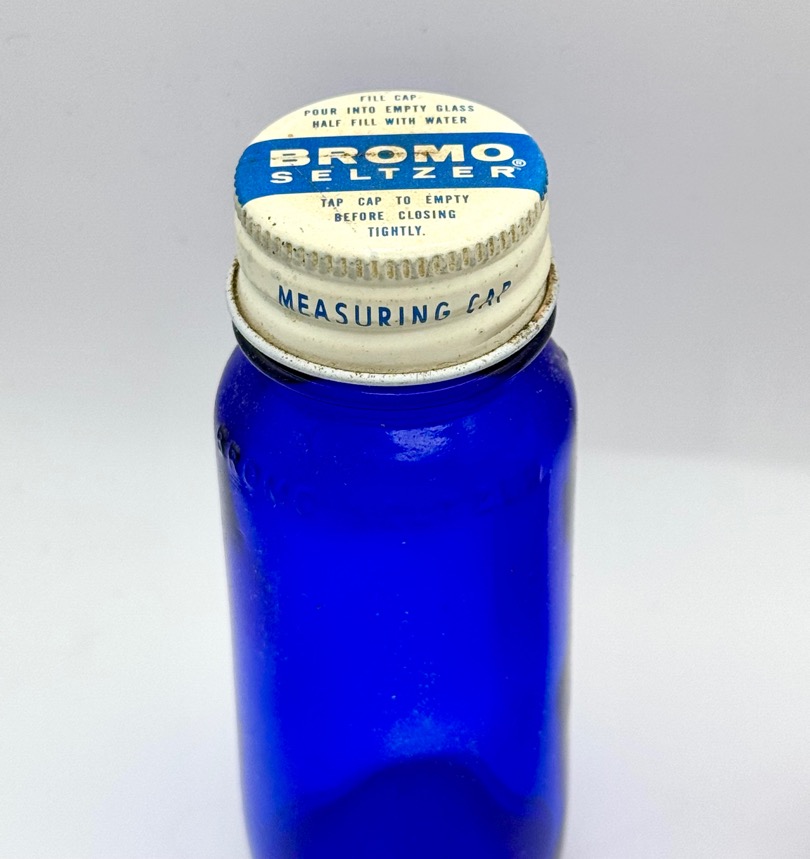 FILL CAP
POUR INTO EMPTY GLASS
HALF FILL WITH WATER
BROMO®
SELTZER
TAP CAP TO EMPTY
BEFORE CLOSING
TIGHTLY.
MEASURING CAP
BROMO